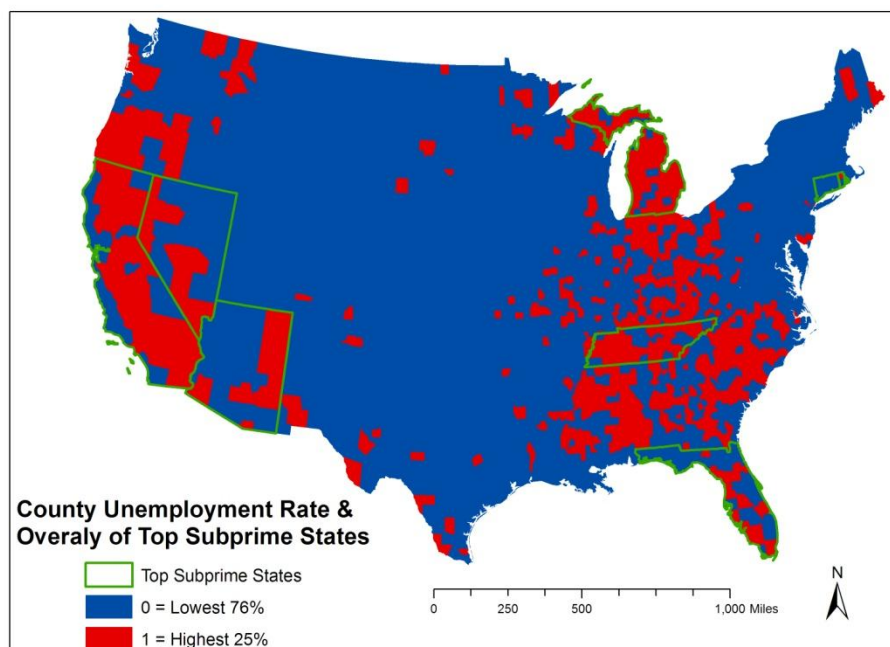 County Unemployment Rate &
Overaly of Top Subprime States
Top Subprime States
0 = Lowest 76%
1 = Highest 25%
0 250 500 1,000 Miles
N